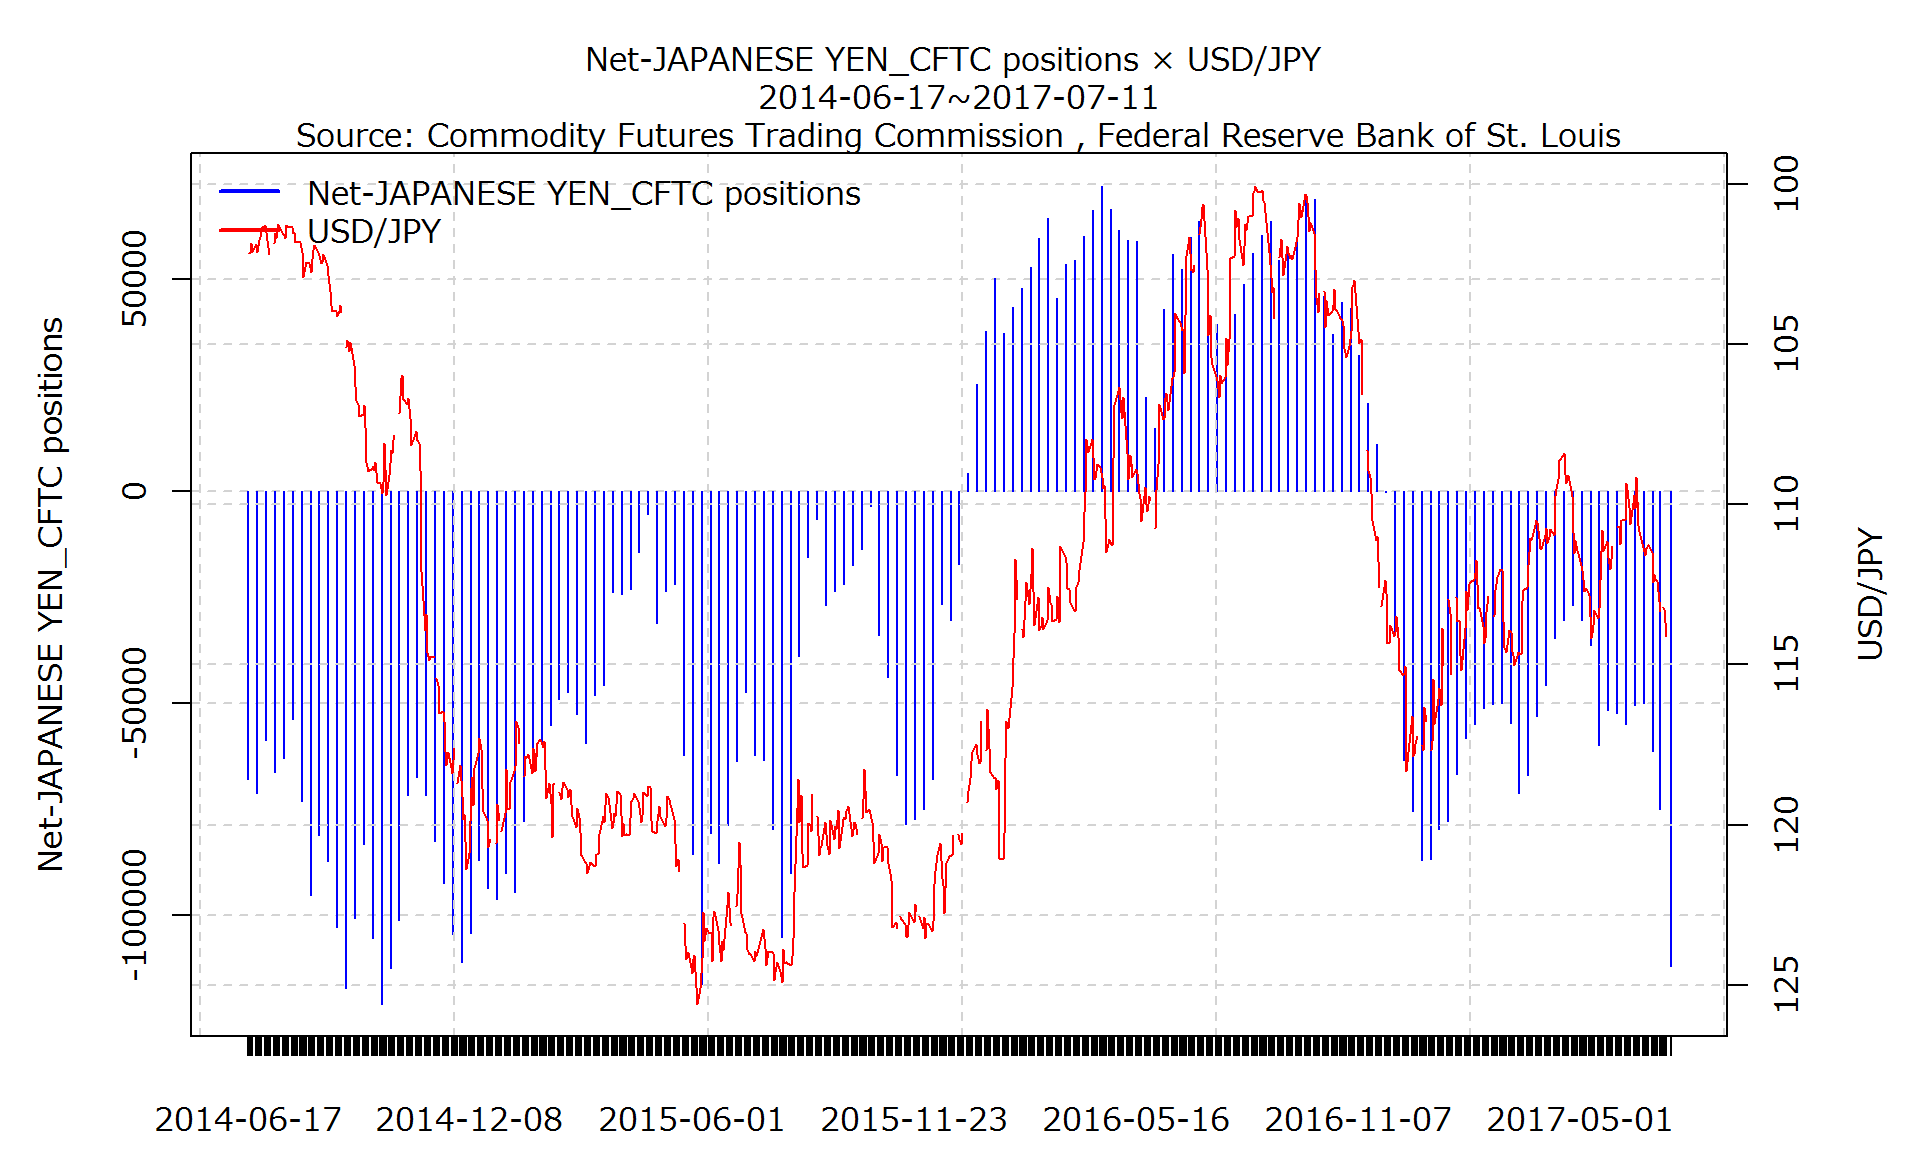 Net-JAPANESE YEN_CFTC positions × USD/JPY
2014-06-17~2017-07-11
Source: Commodity Futures Trading Commission , Federal Reserve Bank of St. Louis
Net-JAPANESE YEN_CFTC positions
USD/JPY
Net-JAPANESE YEN_CFTC positions
50000
0
-50000
-100000
100
105
110
115
120
125
USD/JPY
2014-06-17 2014-12-08 2015-06-01 2015-11-23 2016-05-16 2016-11-07 2017-05-01